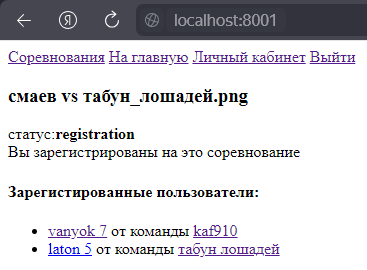 localhost:8001
Соревнования На главную Личный кабинет Выйти
смаев vs табун_лошадей.png
статус:registration
Вы зарегистрированы на это соревнование
Зарегистированные пользователи:
vanyok 7 от команды kaf910
laton 5 от команды табун лошадей